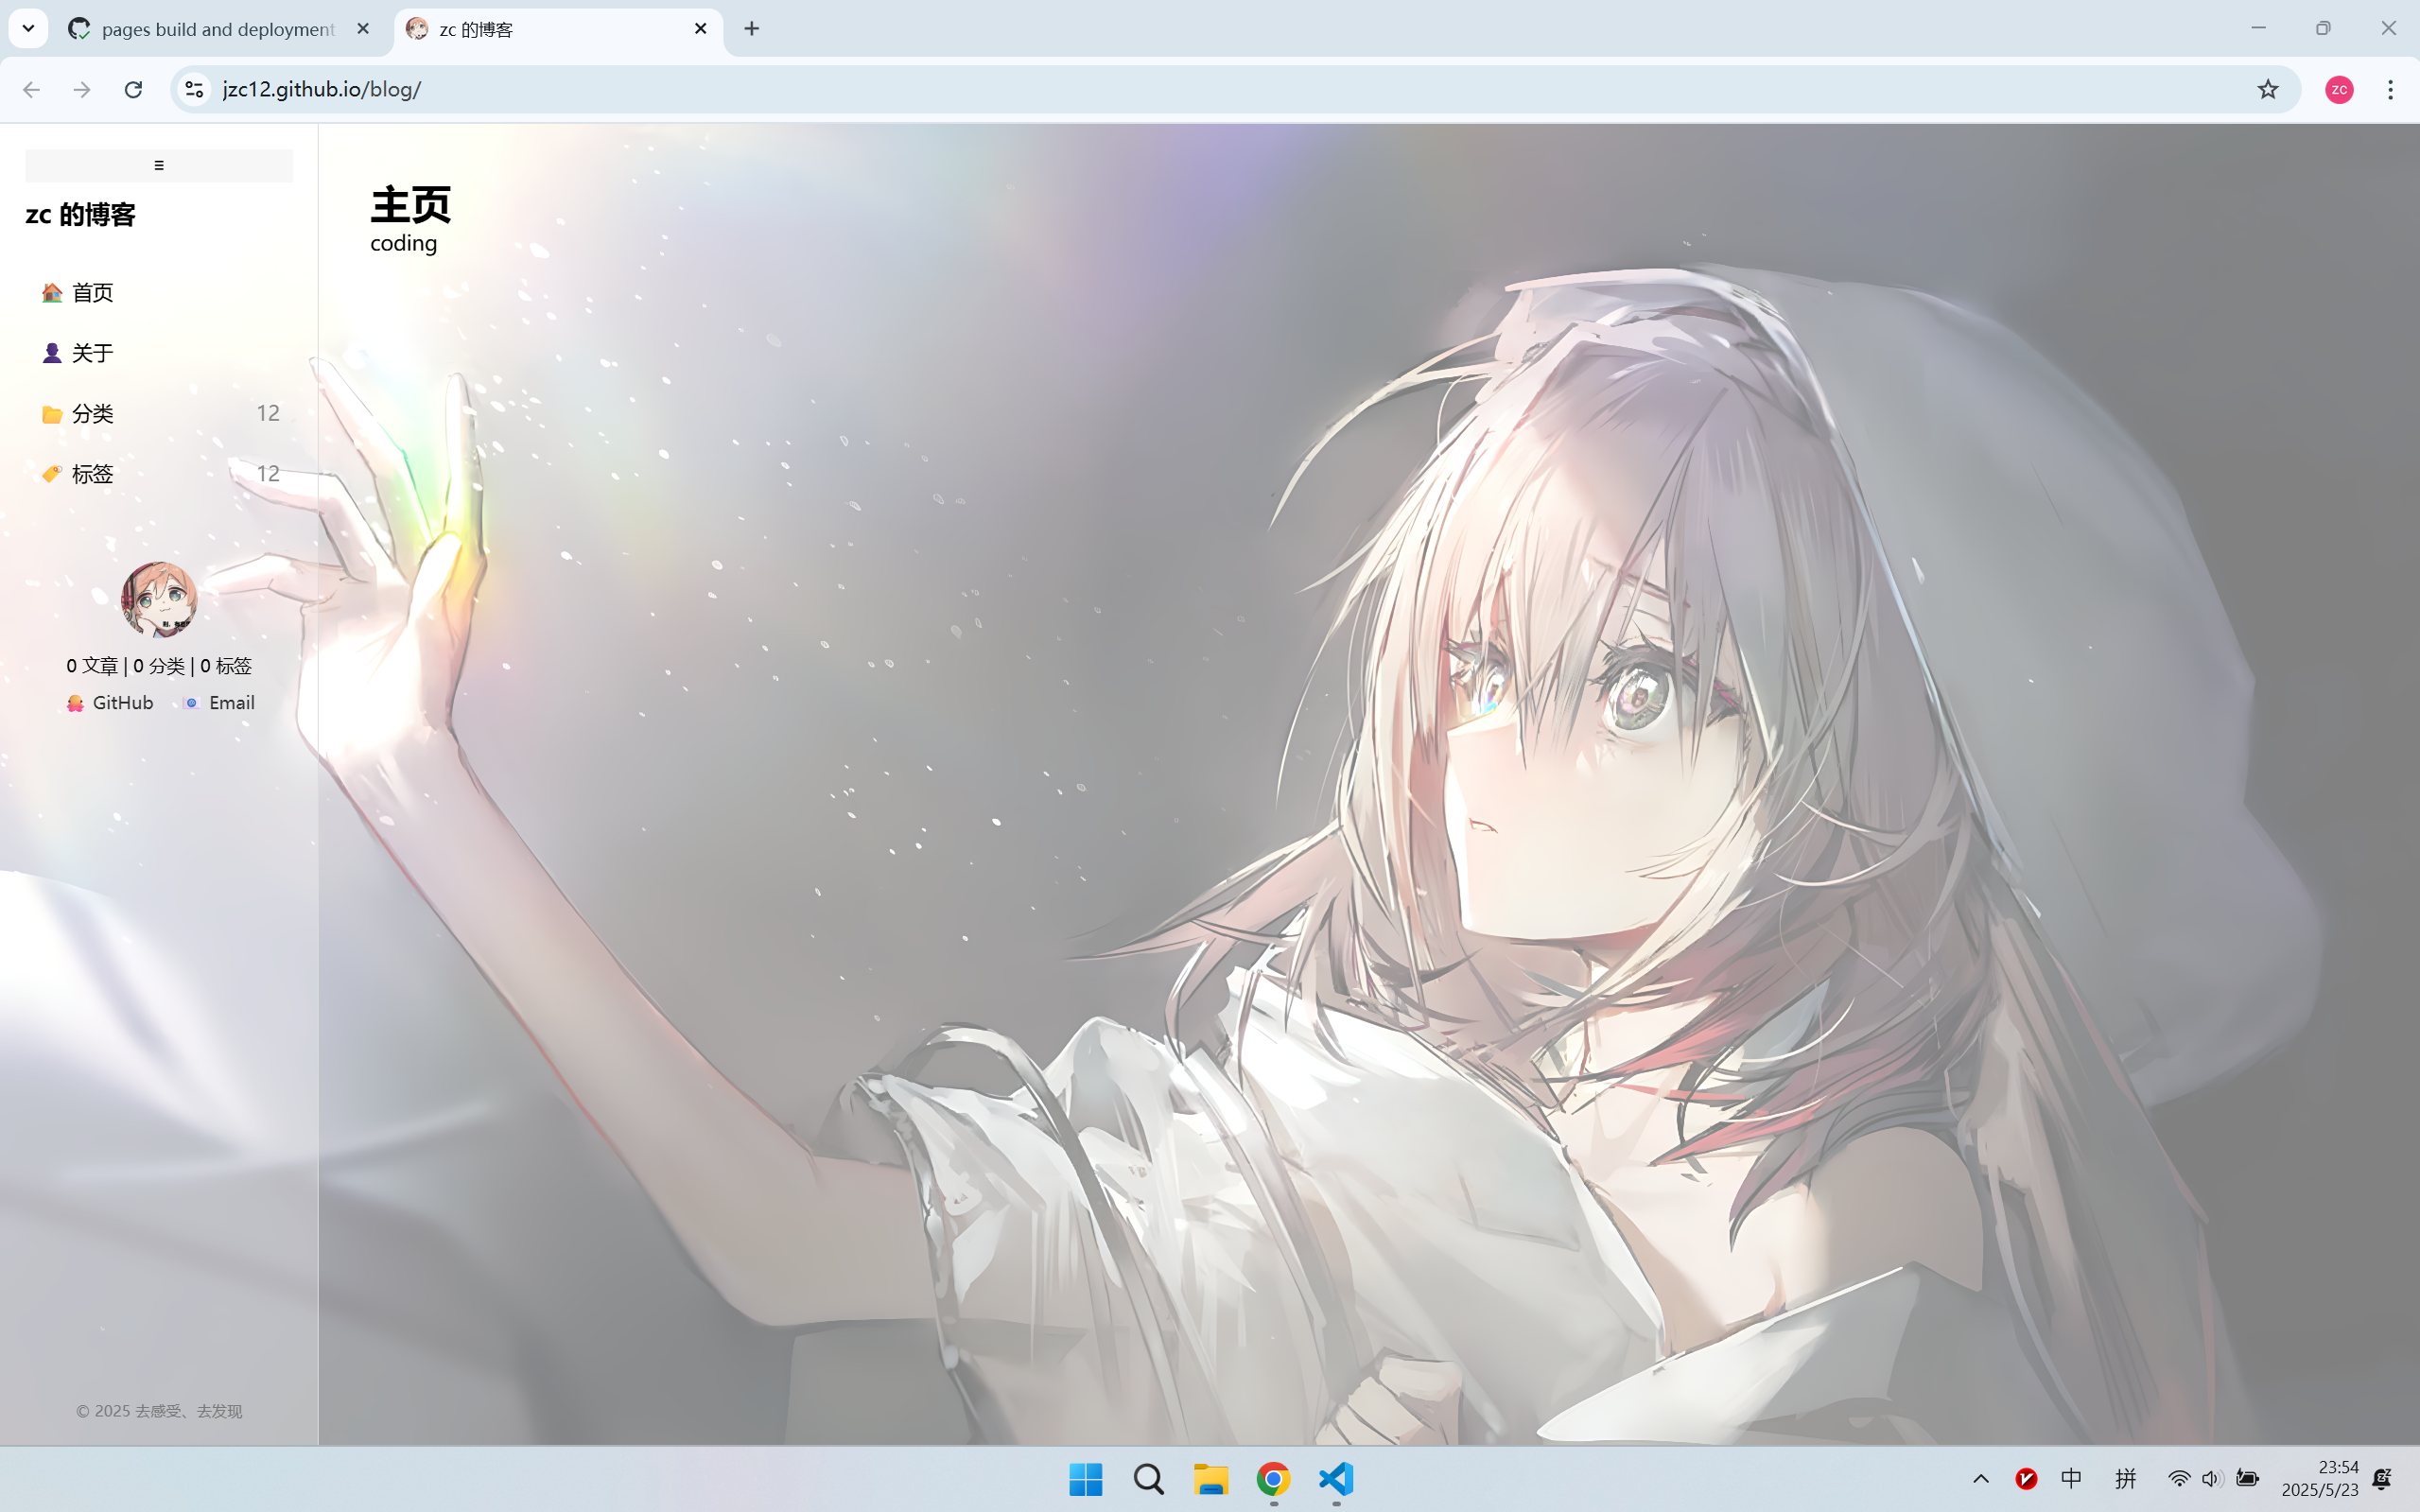 pages build and deployment
zc 的博客
jzc12.github.io/blog/
ZC
zc 的博客
首页
关于
分类 12
标签 12
0 文章 | 0 分类 | 0 标签
GitHub Email
© 2025 去感受、去发现
主页
coding
中 拼
23:54
2025/5/23